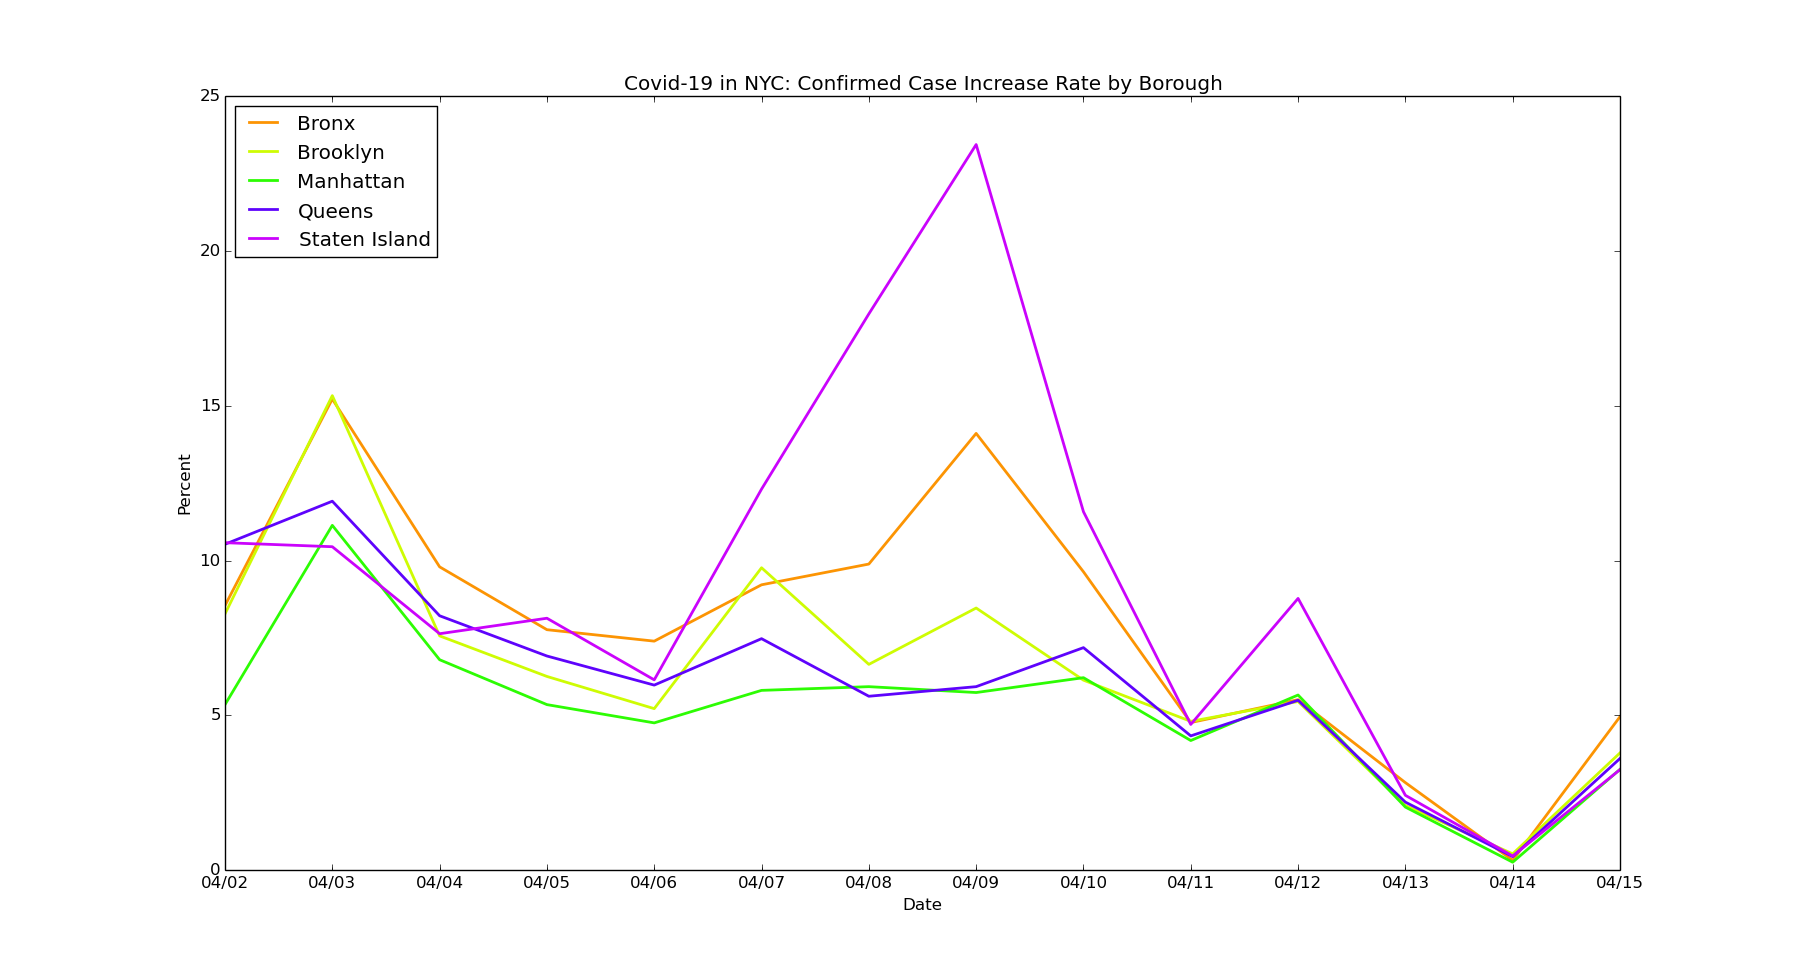 Covid-19 in NYC: Confirmed Case Increase Rate by Borough
25
20
15
10
5
0
Percent
Bronx
Brooklyn
Manhattan
Queens
Staten Island
04/02 04/03 04/04 04/05 04/06 04/07 04/08 04/09 04/10 04/11 04/12 04/13 04/14 04/15
Date